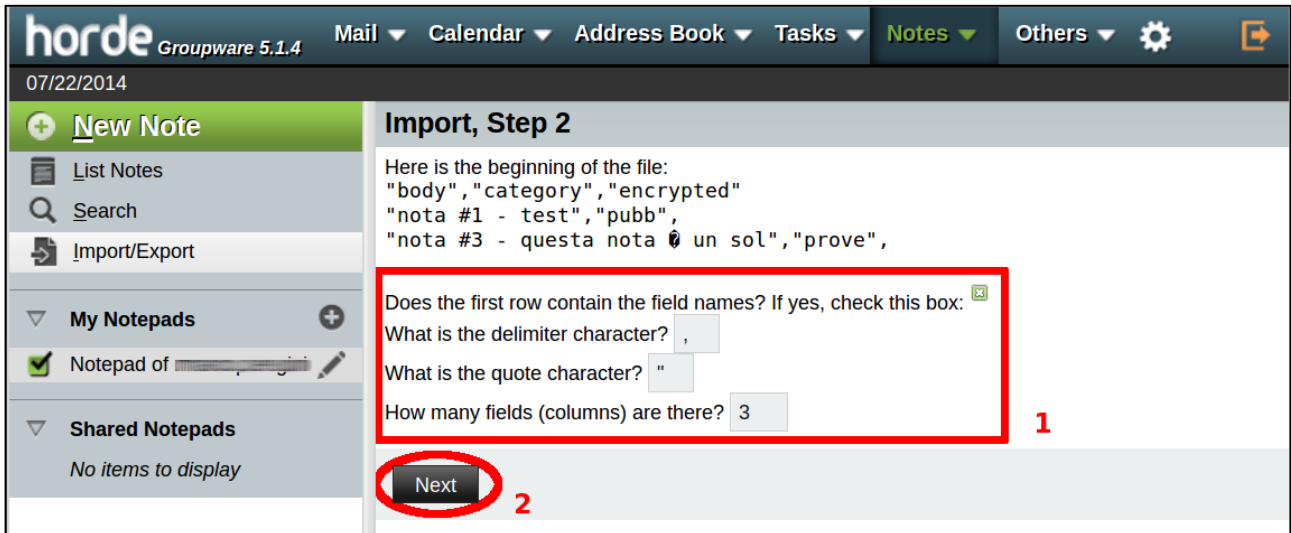 horde Groupware 5.1.4 Mail Calendar Address Book Tasks Notes Others
07/22/2014
New Note
List Notes
Search
Import/Export
My Notepads
Notepad of
Shared Notepads
No items to display
Import, Step 2
Here is the beginning of the file:
"body","category","encrypted"
"nota #1 - test","pubb",
"nota #3 - questa nota � un sol","prove",
Does the first row contain the field names? If yes, check this box:
What is the delimiter character? ,
What is the quote character? "
How many fields (columns) are there? 3
1
Next
2